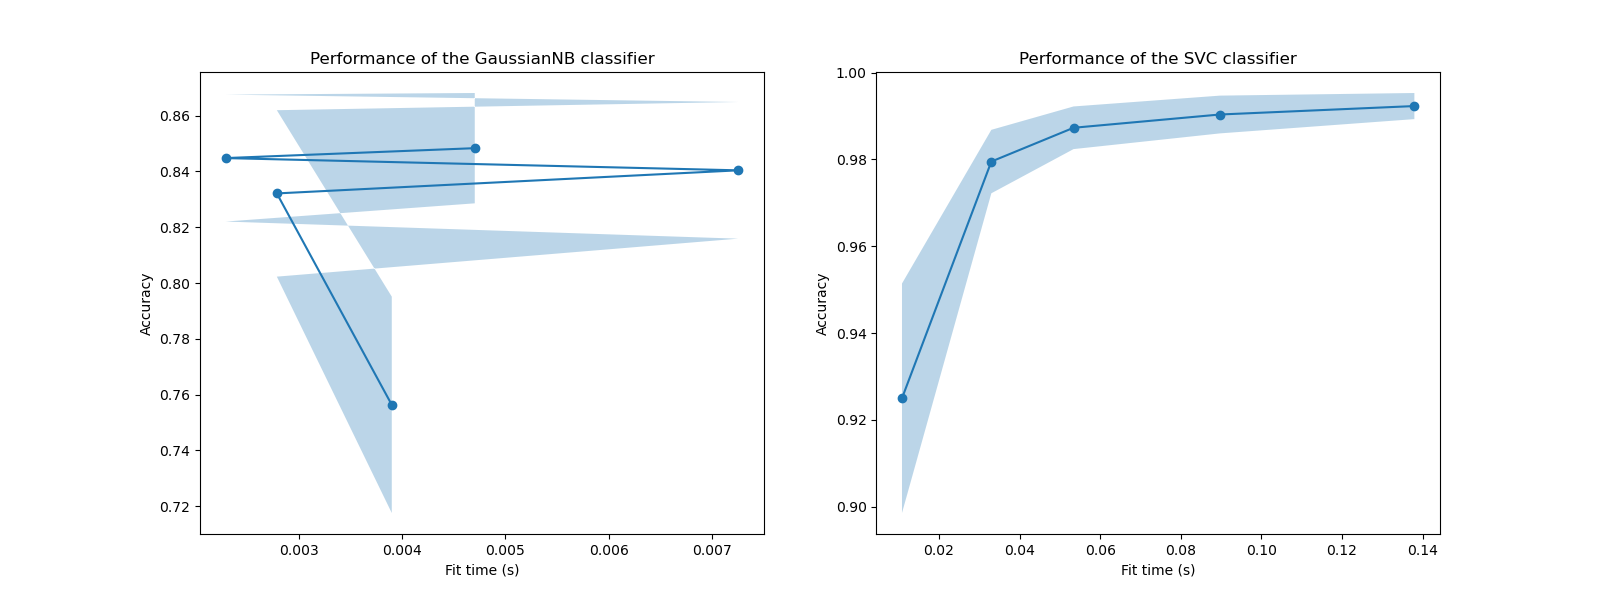 Performance of the GaussianNB classifier
0.86
0.84
0.82
0.80
0.78
0.76
0.74
0.72
Accuracy
0.003 0.004 0.005 0.006 0.007
Fit time (s)
Performance of the SVC classifier
1.00
0.98
0.96
0.94
0.92
0.90
Accuracy
0.02 0.04 0.06 0.08 0.10 0.12 0.14
Fit time (s)